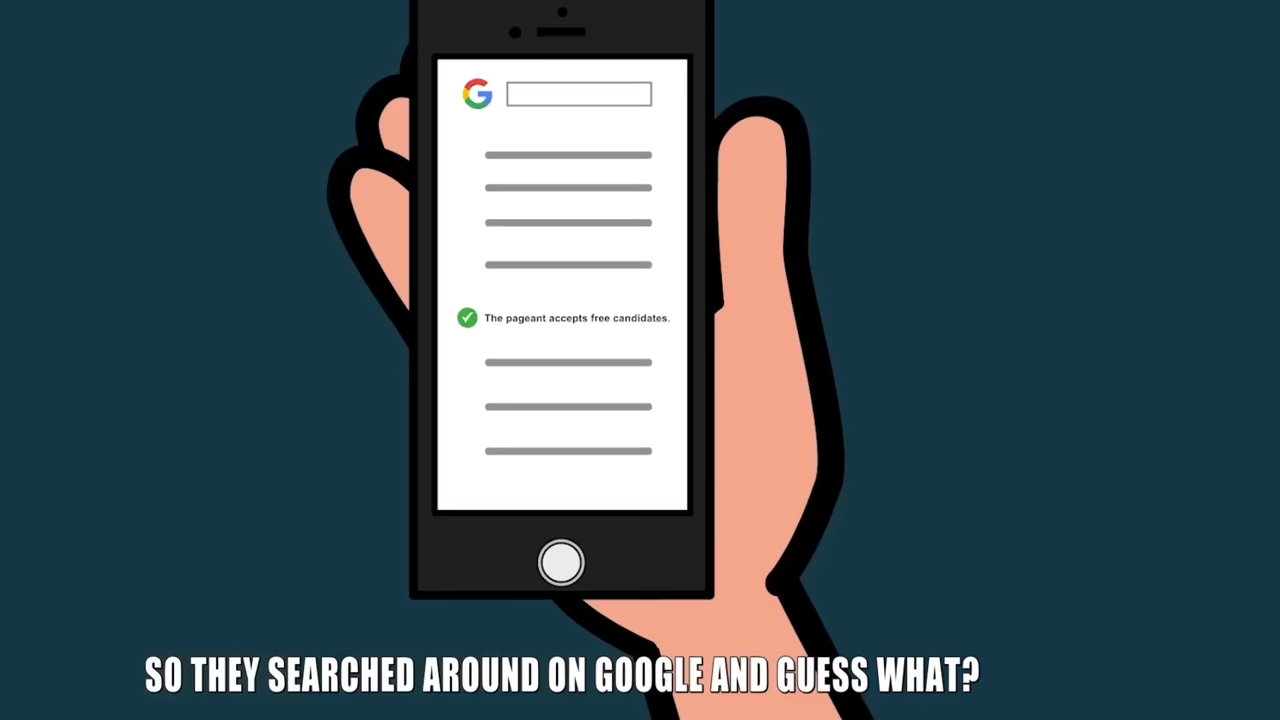 The pageant accepts free candidates.
SO THEY SEARCHED AROUND ON GOOGLE AND GUESS WHAT?